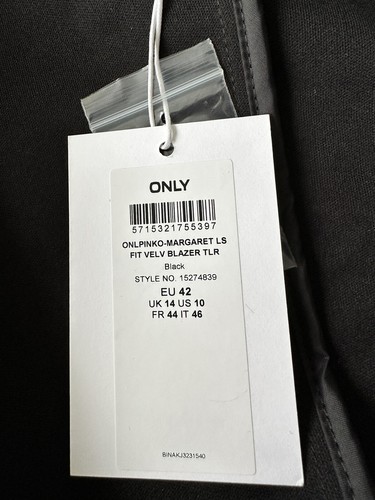 ONLY
5715321755397
ONLPINKO-MARGARET LS
FIT VELV BLAZER TLR
Black
STYLE NO. 15274839
EU 42
UK 14 US 10
FR 44 IT 46
BINAKJ3231540